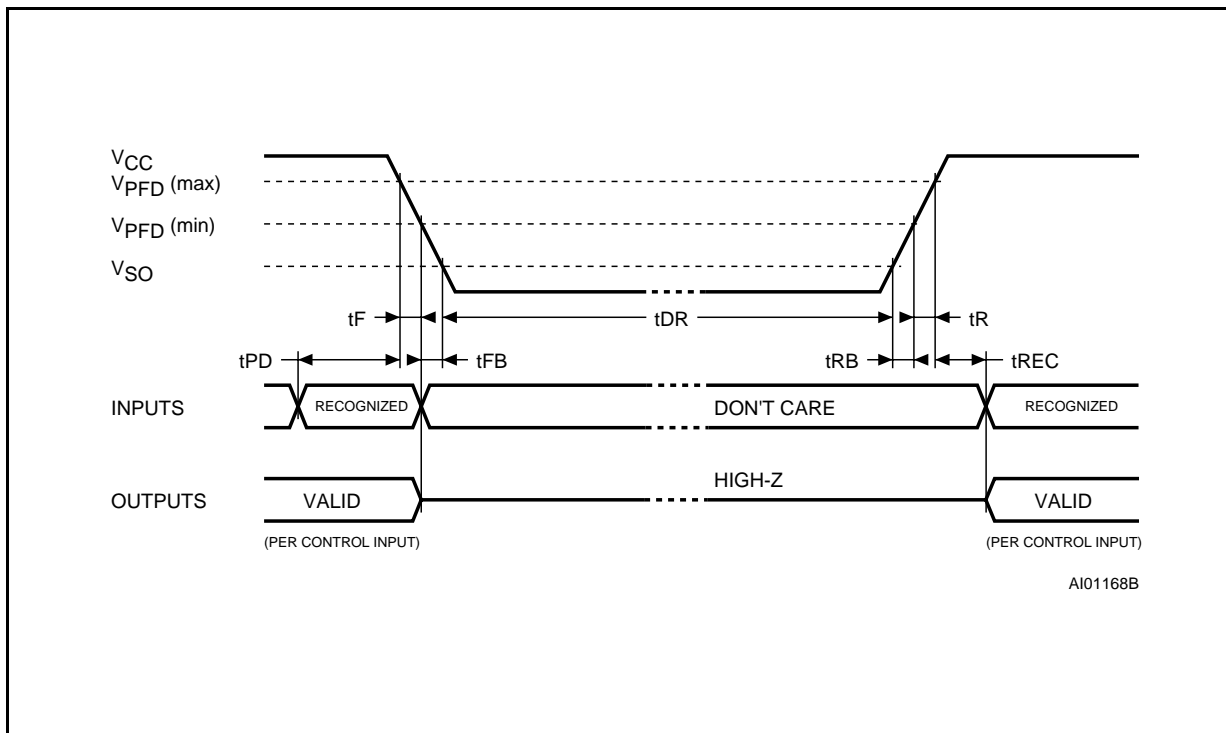 VCC
VPFD (max)
VPFD (min)
VSO
tF
tDR
tR
tPD
tFB
tRB
tREC
INPUTS
RECOGNIZED
DON'T CARE
RECOGNIZED
HIGH-Z
OUTPUTS
VALID
VALID
(PER CONTROL INPUT)
(PER CONTROL INPUT)
AI01168B